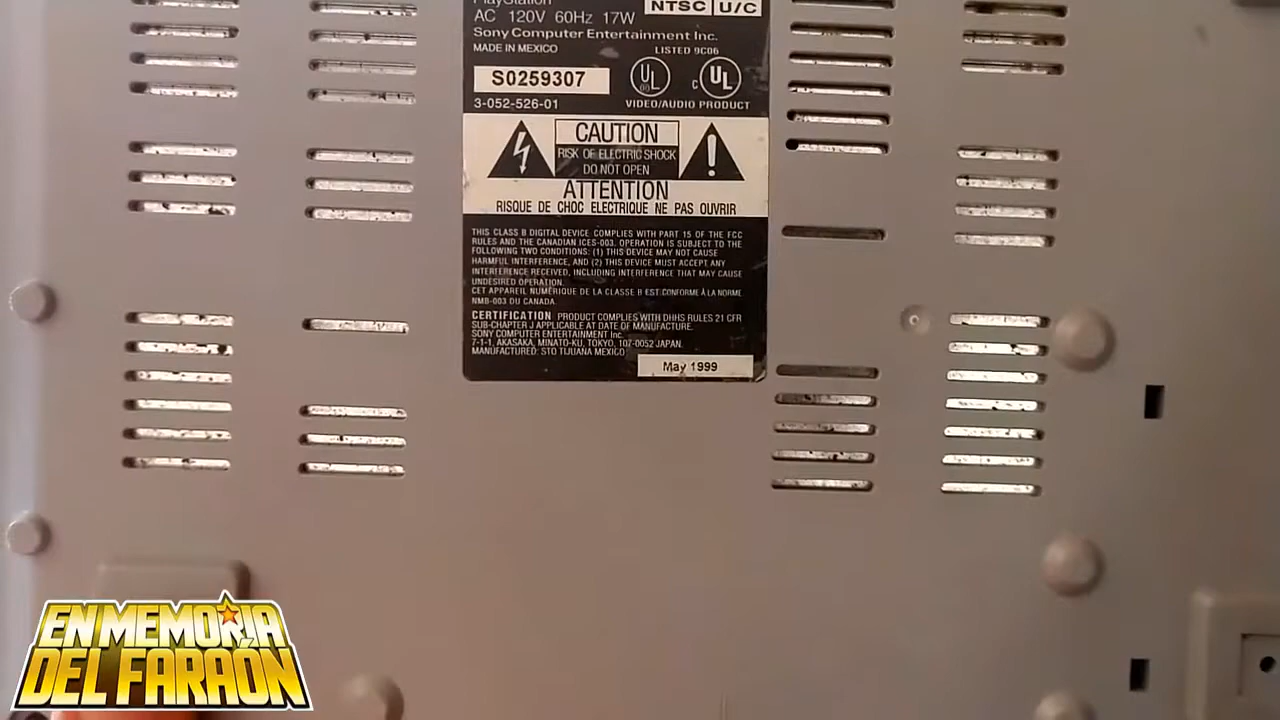 PlayStation
NTSC U/C
AC 120V 60Hz 17W
Sony Computer Entertainment Inc.
MADE IN MEXICO
LISTED 9C06
S0259307
UL
c UL
3-052-526-01
VIDEO/AUDIO PRODUCT
CAUTION
RISK OF ELECTRIC SHOCK
DO NOT OPEN
ATTENTION
RISQUE DE CHOC ELECTRIQUE NE PAS OUVRIR
THIS CLASS B DIGITAL DEVICE COMPLIES WITH PART 15 OF THE FCC
RULES AND THE CANADIAN ICES-003. OPERATION IS SUBJECT TO THE
FOLLOWING TWO CONDITIONS: (1) THIS DEVICE MAY NOT CAUSE
HARMFUL INTERFERENCE, AND (2) THIS DEVICE MUST ACCEPT ANY
INTERFERENCE RECEIVED, INCLUDING INTERFERENCE THAT MAY CAUSE
UNDESIRED OPERATION.
CET APPAREIL NUMÉRIQUE DE LA CLASSE B EST CONFORME À LA NORME
NMB-003 DU CANADA.
CERTIFICATION PRODUCT COMPLIES WITH DHHS RULES 21 CFR
SUB-CHAPTER J APPLICABLE AT DATE OF MANUFACTURE.
SONY COMPUTER ENTERTAINMENT Inc.
7-1-1, AKASAKA, MINATO-KU, TOKYO, 107-0052 JAPAN.
MANUFACTURED: STO TIJUANA MEXICO
May 1999
EN MEMORIA
DEL FARAÓN